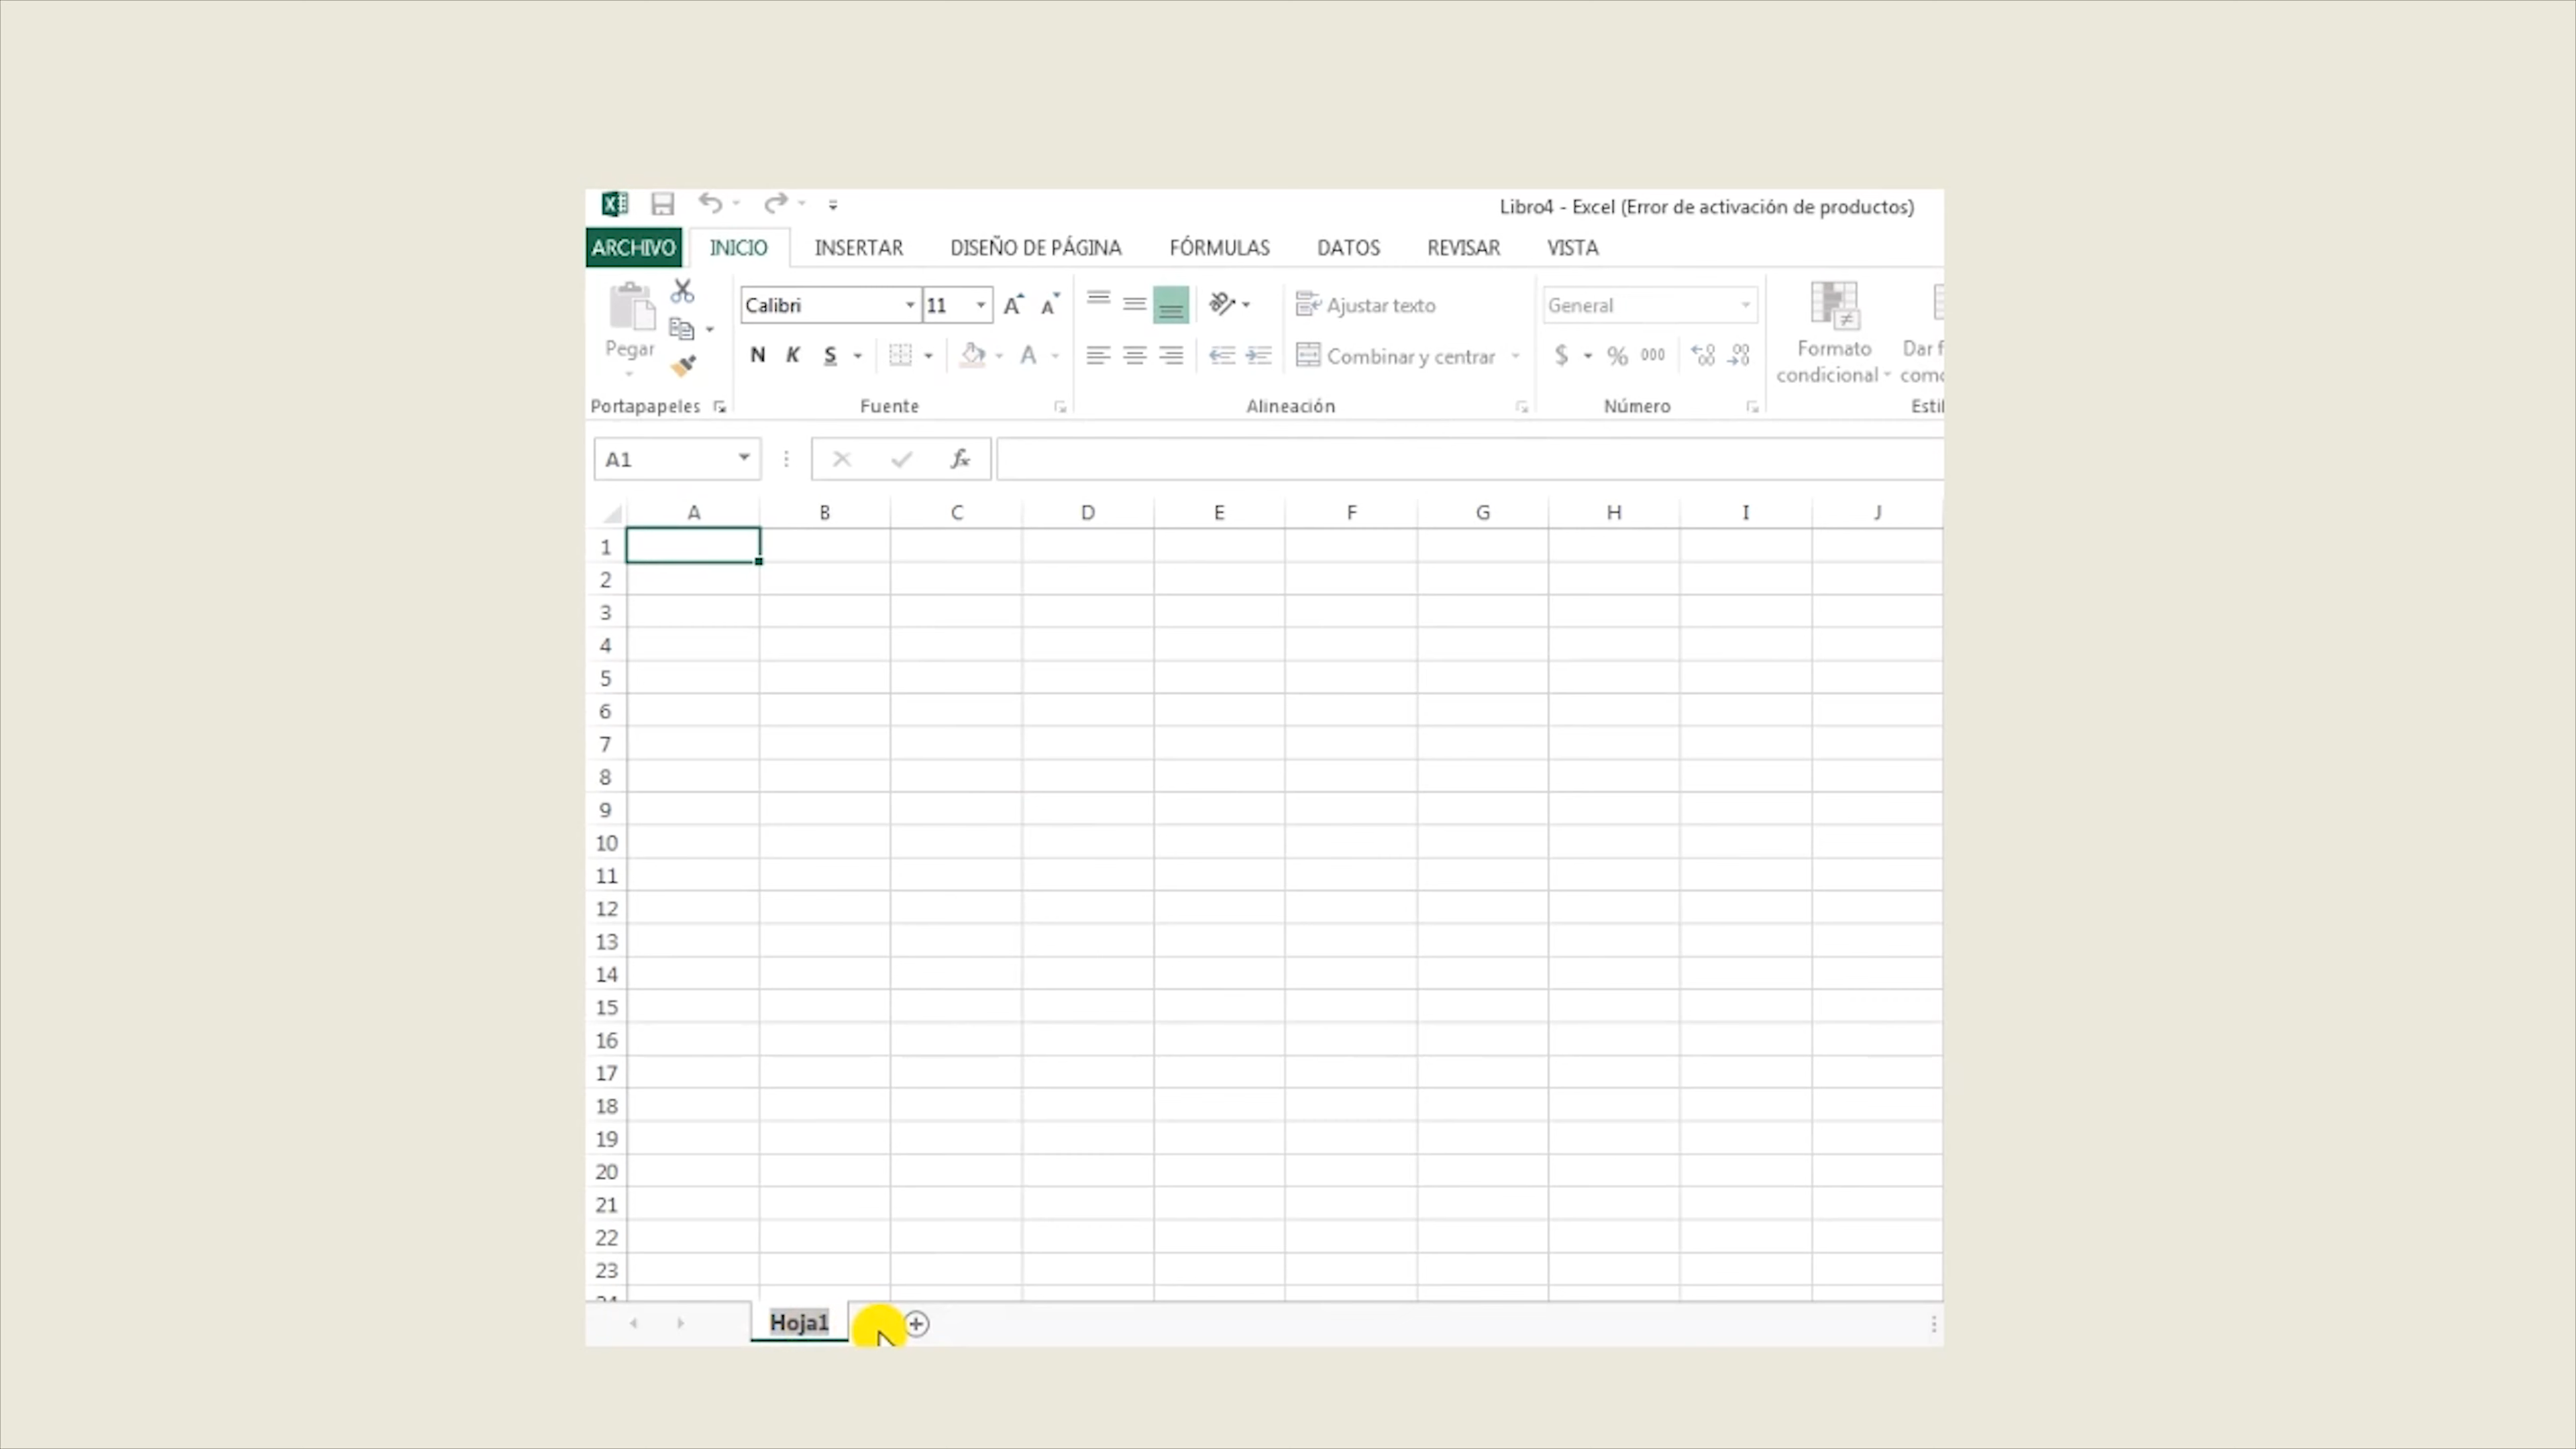 Libro4 - Excel (Error de activación de productos)
ARCHIVO INICIO INSERTAR DISEÑO DE PÁGINA FÓRMULAS DATOS REVISAR VISTA
Calibri 11 A A Ajustar texto General
Pegar N K S A Combinar y centrar $ % 000 Formato condicional Dar f com
Portapapeles Fuente Alineación Número Estil
A1 fx
A B C D E F G H I J
1
2
3
4
5
6
7
8
9
10
11
12
13
14
15
16
17
18
19
20
21
22
23
Hoja1